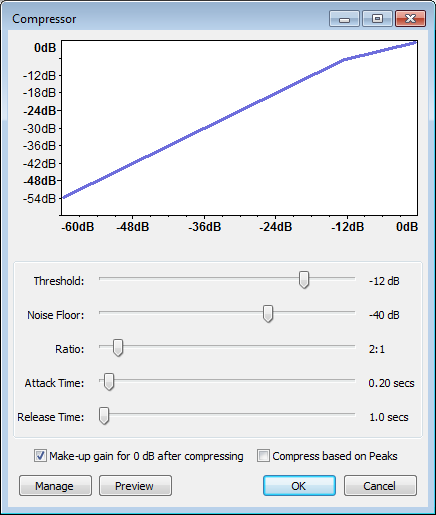 Compressor
0dB
-12dB
-18dB
-24dB
-30dB
-36dB
-42dB
-48dB
-54dB
-60dB -48dB -36dB -24dB -12dB 0dB
Threshold: -12 dB
Noise Floor: -40 dB
Ratio: 2:1
Attack Time: 0.20 secs
Release Time: 1.0 secs
Make-up gain for 0 dB after compressing Compress based on Peaks
Manage Preview OK Cancel